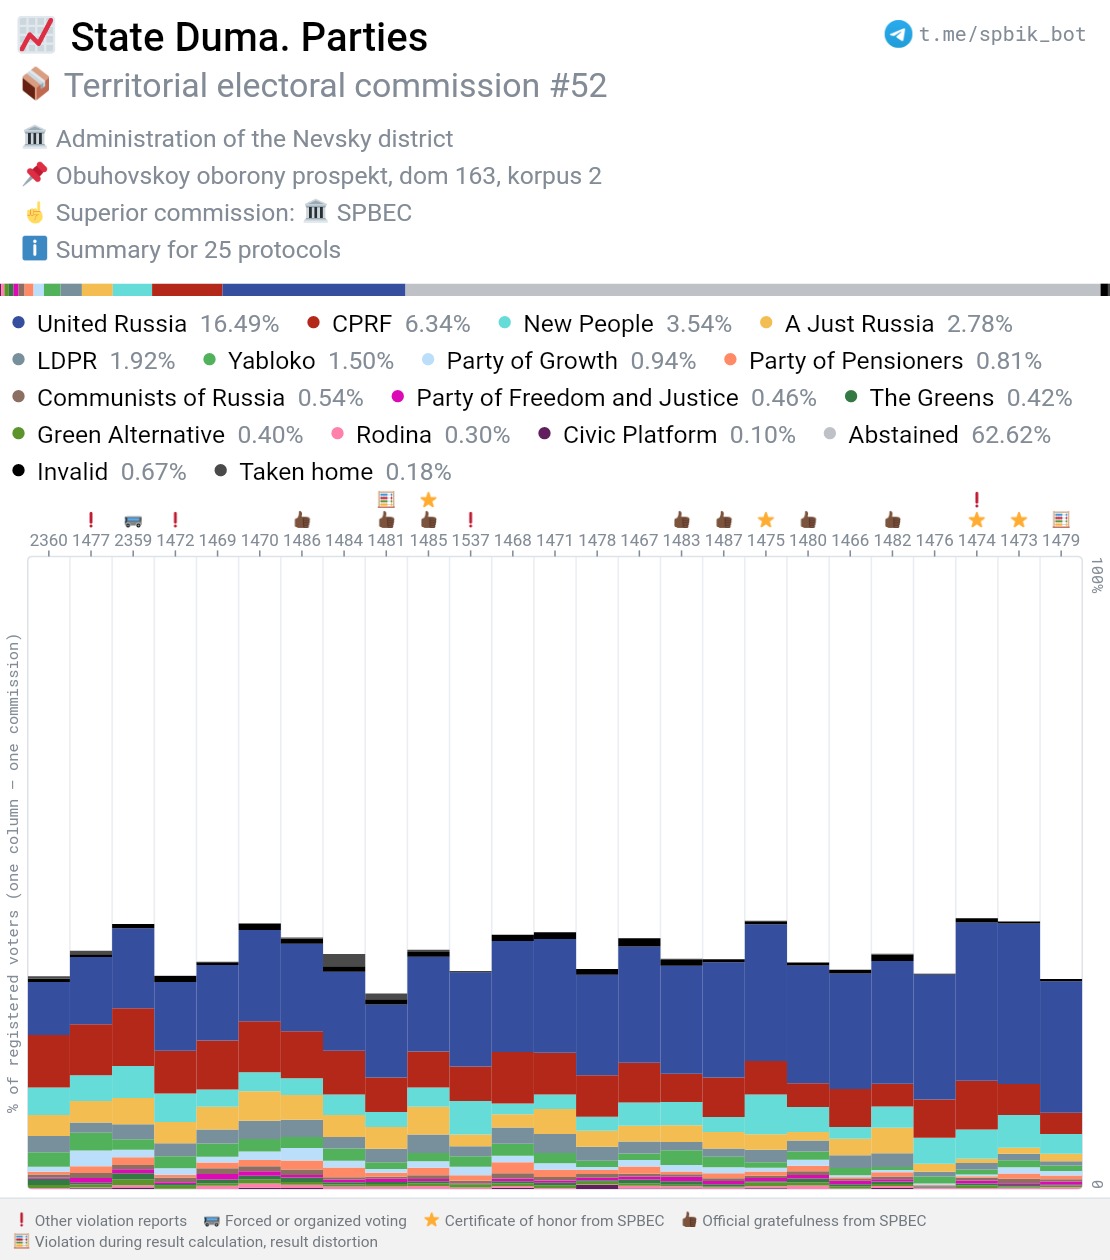 State Duma. Parties
t.me/spbik_bot
Territorial electoral commission #52
Administration of the Nevsky district
Obuhovskoy oborony prospekt, dom 163, korpus 2
Superior commission: SPBEC
Summary for 25 protocols
United Russia 16.49% CPRF 6.34% New People 3.54% A Just Russia 2.78%
LDPR 1.92% Yabloko 1.50% Party of Growth 0.94% Party of Pensioners 0.81%
Communists of Russia 0.54% Party of Freedom and Justice 0.46% The Greens 0.42%
Green Alternative 0.40% Rodina 0.30% Civic Platform 0.10% Abstained 62.62%
Invalid 0.67% Taken home 0.18%
2360 1477 2359 1472 1469 1470 1486 1484 1481 1485 1537 1468 1471 1478 1467 1483 1487 1475 1480 1466 1482 1476 1474 1473 1479
100%
% of registered voters (one column – one commission)
0
Other violation reports Forced or organized voting Certificate of honor from SPBEC Official gratefulness from SPBEC
Violation during result calculation, result distortion